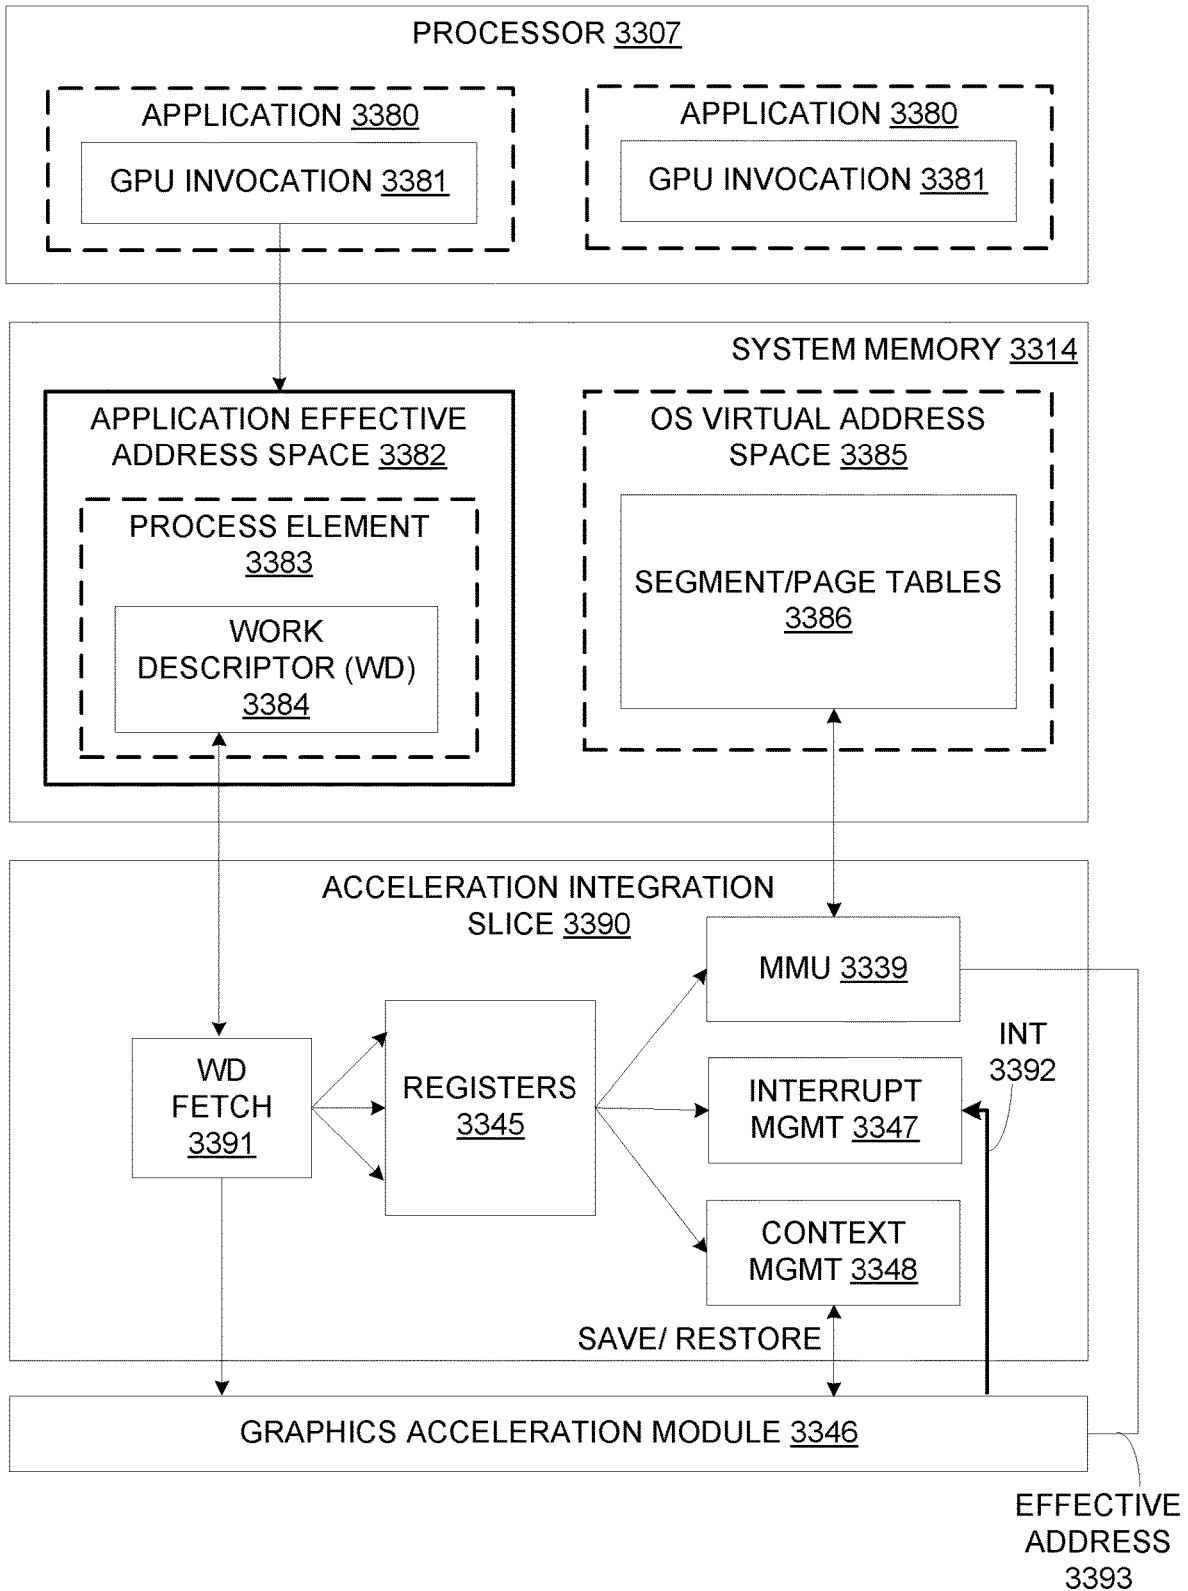 PROCESSOR 3307
APPLICATION 3380
GPU INVOCATION 3381
APPLICATION 3380
GPU INVOCATION 3381
SYSTEM MEMORY 3314
APPLICATION EFFECTIVE
ADDRESS SPACE 3382
PROCESS ELEMENT
3383
WORK
DESCRIPTOR (WD)
3384
OS VIRTUAL ADDRESS
SPACE 3385
SEGMENT/PAGE TABLES
3386
ACCELERATION INTEGRATION
SLICE 3390
WD
FETCH
3391
REGISTERS
3345
MMU 3339
INTERRUPT
MGMT 3347
CONTEXT
MGMT 3348
INT
3392
SAVE/ RESTORE
GRAPHICS ACCELERATION MODULE 3346
EFFECTIVE
ADDRESS
3393